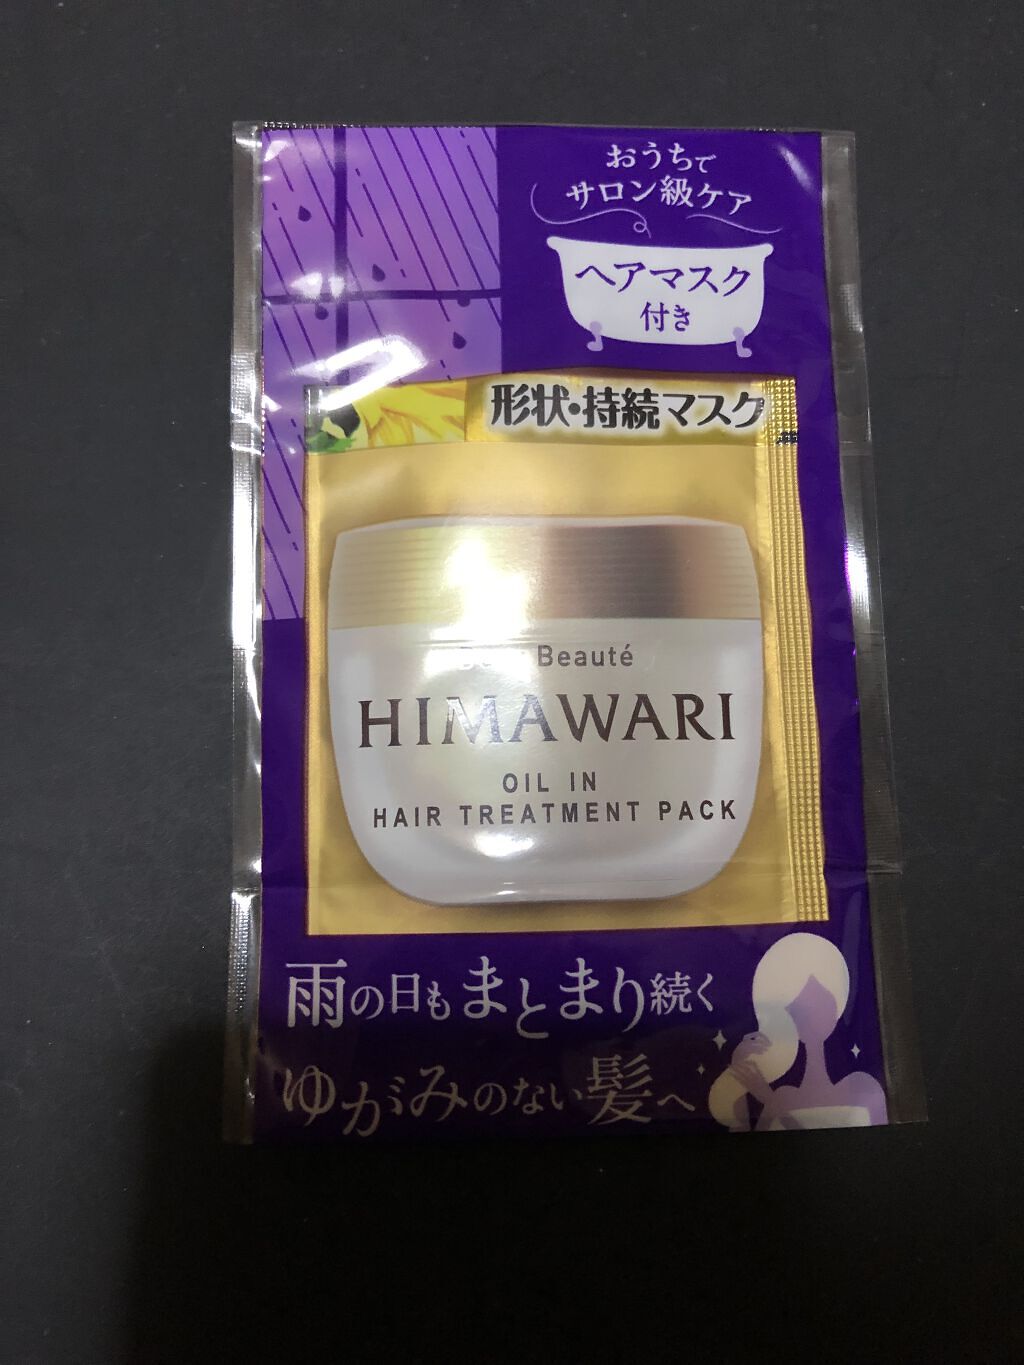 おうちで
サロン級ケア
ヘアマスク
付き
形状・持続マスク
Beauté
HIMAWARI
OIL IN
HAIR TREATMENT PACK
雨の日もまとまり続く
ゆがみのない髪へ